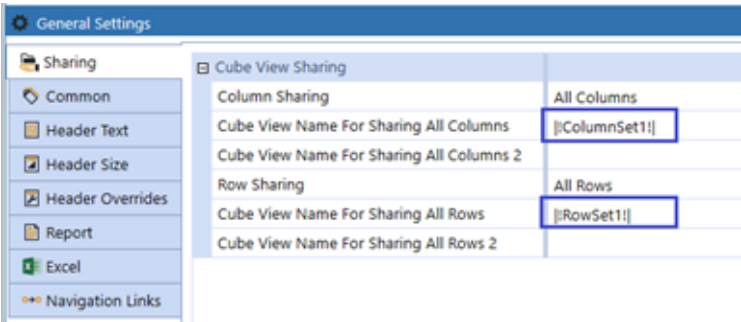 General Settings
Sharing
Common
Header Text
Header Size
Header Overrides
Report
Excel
Navigation Links
Cube View Sharing
Column Sharing All Columns
Cube View Name For Sharing All Columns |!ColumnSet1!|
Cube View Name For Sharing All Columns 2
Row Sharing All Rows
Cube View Name For Sharing All Rows |!RowSet1!|
Cube View Name For Sharing All Rows 2